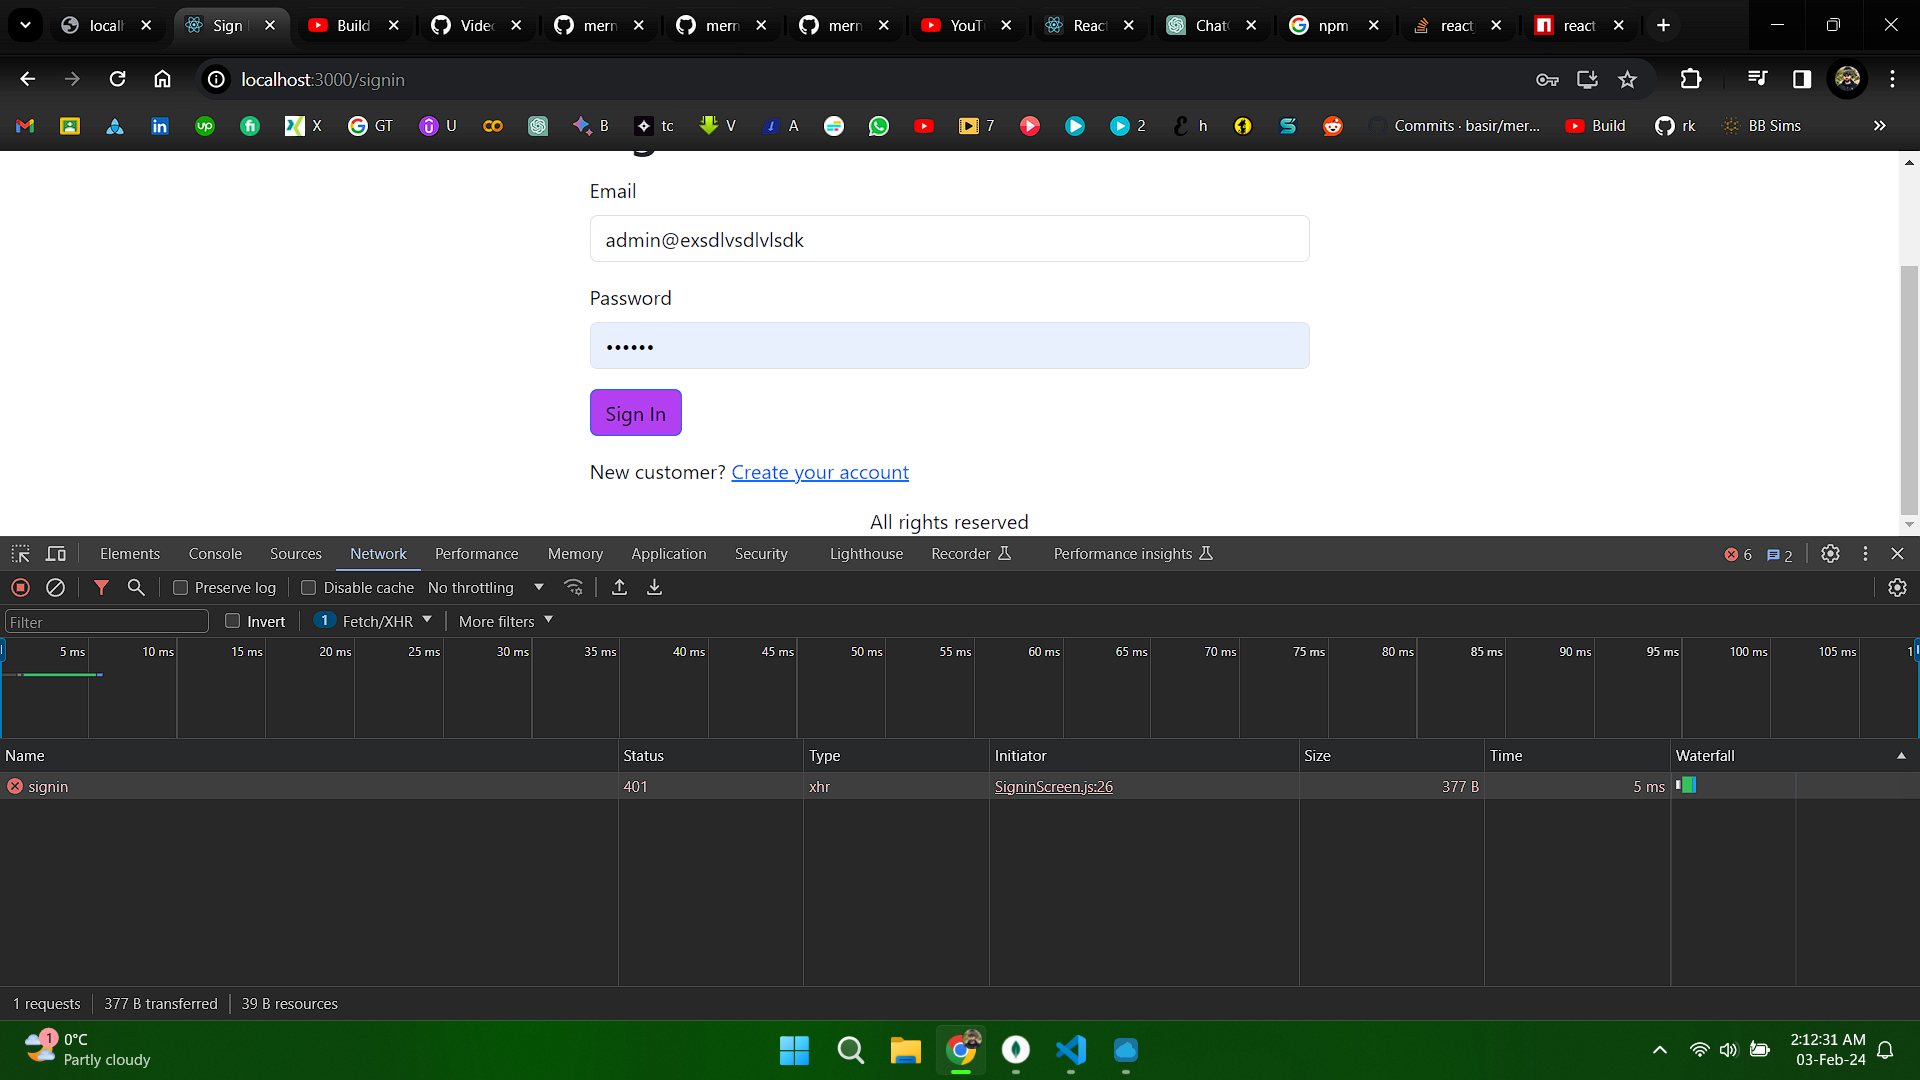 locall
Sign I
Build
Videc
mern
mern
mern
YouTu
React
ChatG
npm
react
react
localhost:3000/signin
X
GT
U
B
tc
V
A
7
2
h
Commits · basir/mer...
Build
rk
BB Sims
Email
admin@exsdlvsdlvlsdk
Password
••••••
Sign In
New customer? Create your account
All rights reserved
Elements Console Sources Network Performance Memory Application Security Lighthouse Recorder Performance insights 6 2
Preserve log Disable cache No throttling
Filter Invert 1 Fetch/XHR More filters
5 ms 10 ms 15 ms 20 ms 25 ms 30 ms 35 ms 40 ms 45 ms 50 ms 55 ms 60 ms 65 ms 70 ms 75 ms 80 ms 85 ms 90 ms 95 ms 100 ms 105 ms 1
Name Status Type Initiator Size Time Waterfall
signin 401 xhr SigninScreen.js:26 377 B 5 ms
1 requests 377 B transferred 39 B resources
1
0°C
Partly cloudy
2:12:31 AM
03-Feb-24